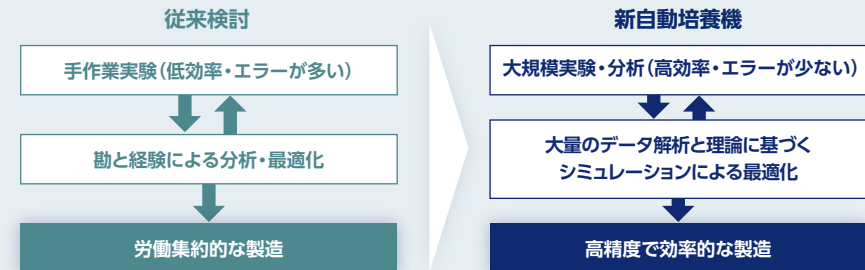 従来検討
手作業実験(低効率・エラーが多い)
勘と経験による分析・最適化
労働集約的な製造
新自動培養機
大規模実験・分析(高効率・エラーが少ない)
大量のデータ解析と理論に基づく
シミュレーションによる最適化
高精度で効率的な製造